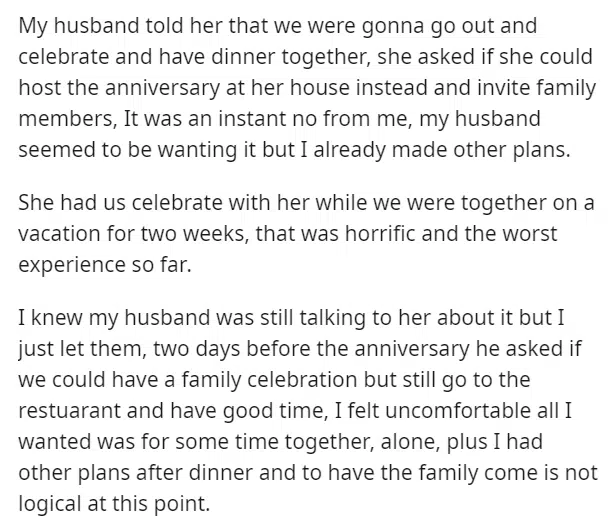 My husband told her that we were gonna go out and
celebrate and have dinner together, she asked if she could
host the anniversary at her house instead and invite family
members, It was an instant no from me, my husband
seemed to be wanting it but I already made other plans.
She had us celebrate with her while we were together on a
vacation for two weeks, that was horrific and the worst
experience so far.
I knew my husband was still talking to her about it but I
just let them, two days before the anniversary he asked if
we could have a family celebration but still go to the
restuarant and have good time, I felt uncomfortable all I
wanted was for some time together, alone, plus I had
other plans after dinner and to have the family come is not
logical at this point.